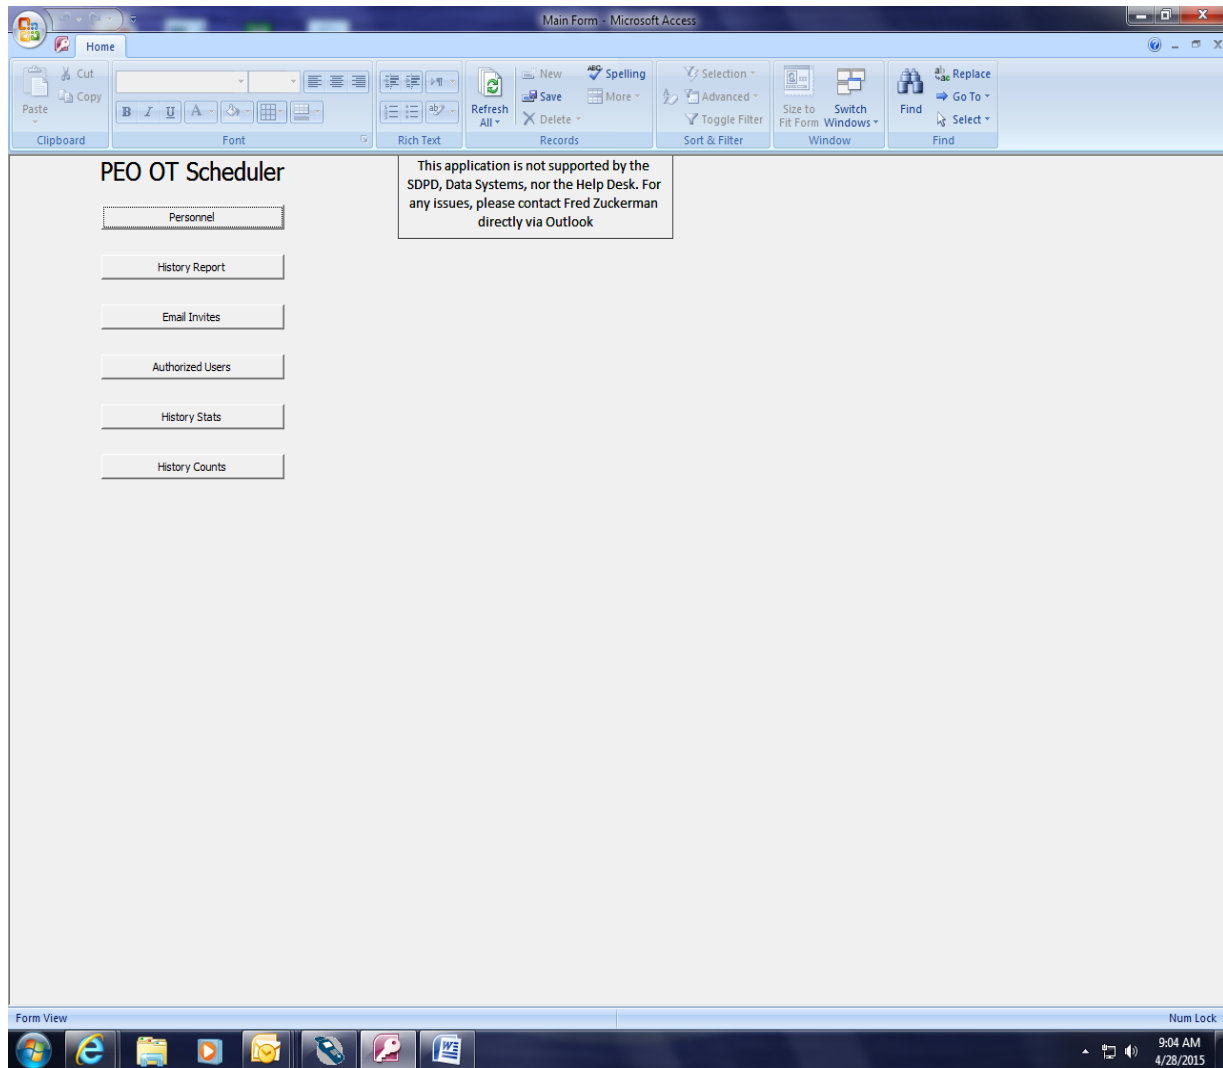 Main Form - Microsoft Access
Home
Paste
Cut
Copy
Clipboard
B I U A
Font
Rich Text
Refresh All
New
Save
Delete
ABC Spelling
More
Records
Selection
Advanced
Toggle Filter
Sort & Filter
Size to Fit Form
Switch Windows
Window
Find
Replace
Go To
Select
Find
PEO OT Scheduler
Personnel
History Report
Email Invites
Authorized Users
History Stats
History Counts
This application is not supported by the
SDPD, Data Systems, nor the Help Desk. For
any issues, please contact Fred Zuckerman
directly via Outlook
Form View
Num Lock
9:04 AM
4/28/2015